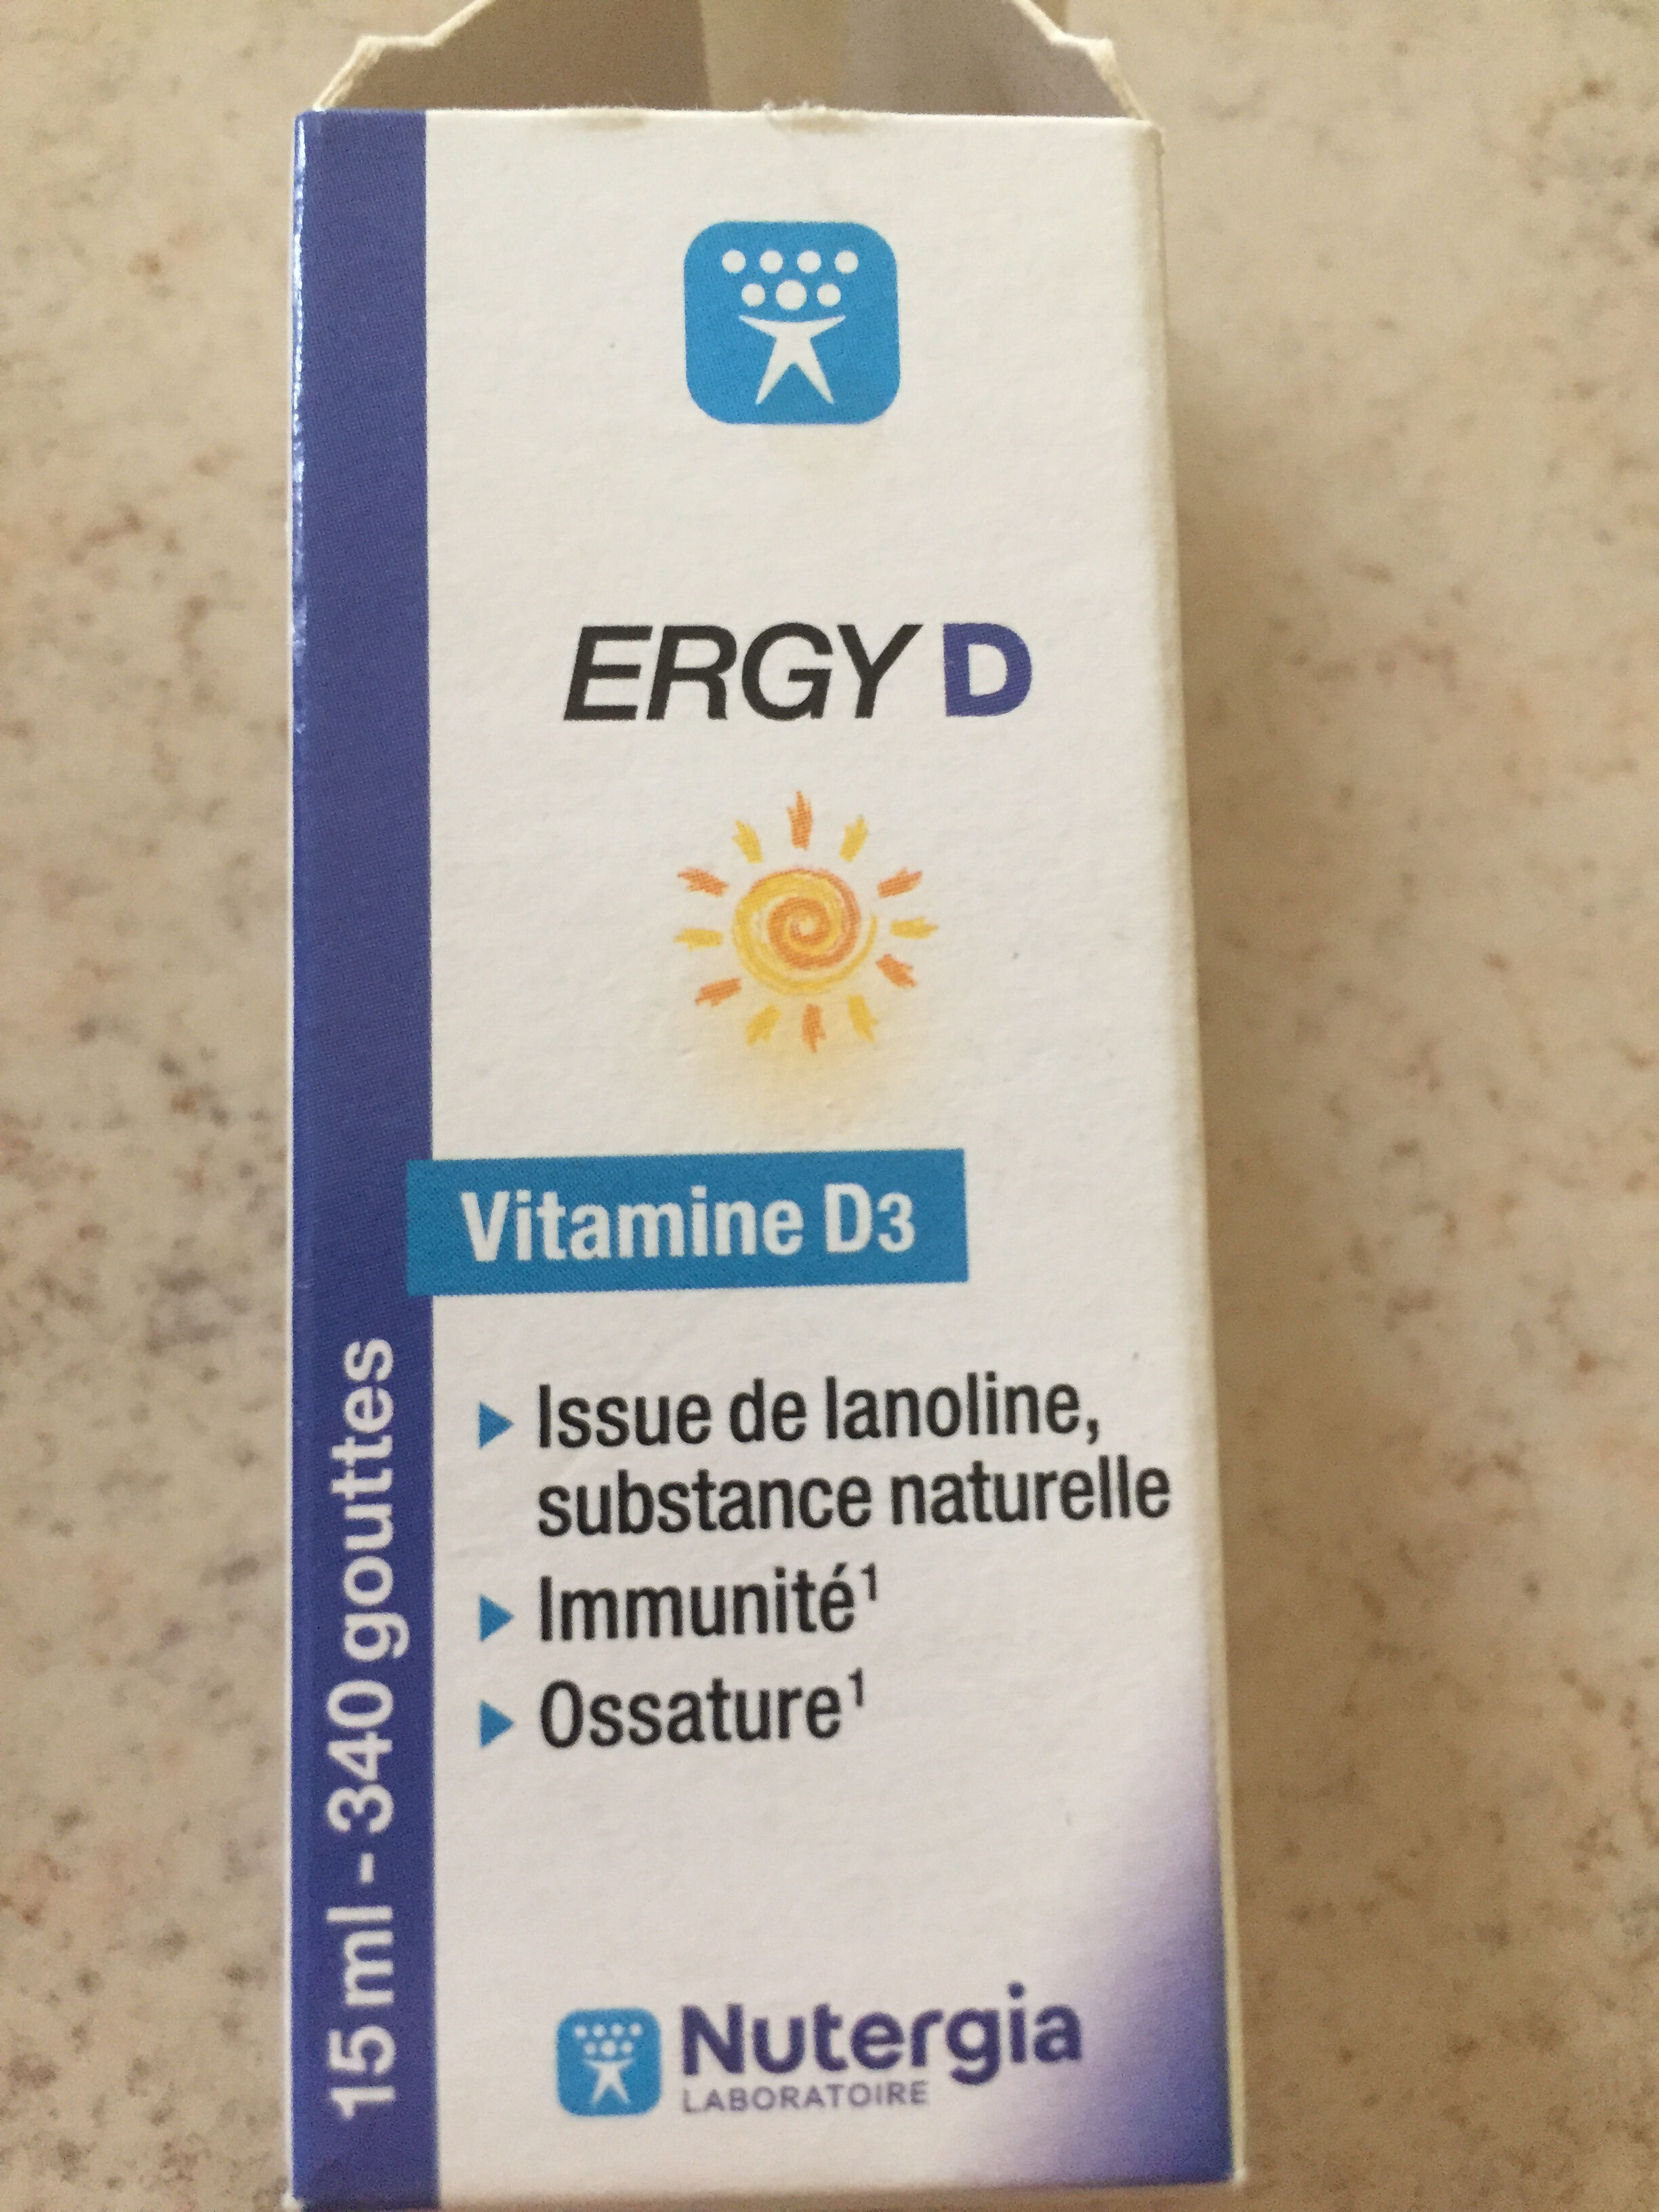 ERGY D
Vitamine D3
Issue de lanoline,
substance naturelle
Immunité¹
Ossature¹
15 ml - 340 gouttes
Nutergia
LABORATOIRE